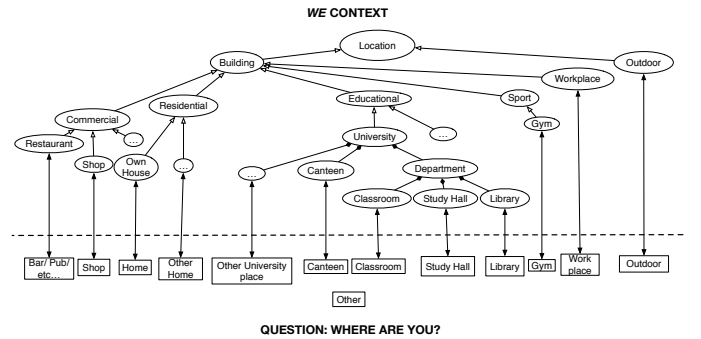 WE CONTEXT
Location
Building
Outdoor
Workplace
Residential
Educational
Sport
Commercial
Gym
Restaurant
...
University
...
Shop
Own
House
...
...
Canteen
Department
Classroom
Study Hall
Library
Bar/ Pub/
etc...
Shop
Home
Other
Home
Other University
place
Canteen
Classroom
Study Hall
Library
Gym
Work
place
Outdoor
Other
QUESTION: WHERE ARE YOU?